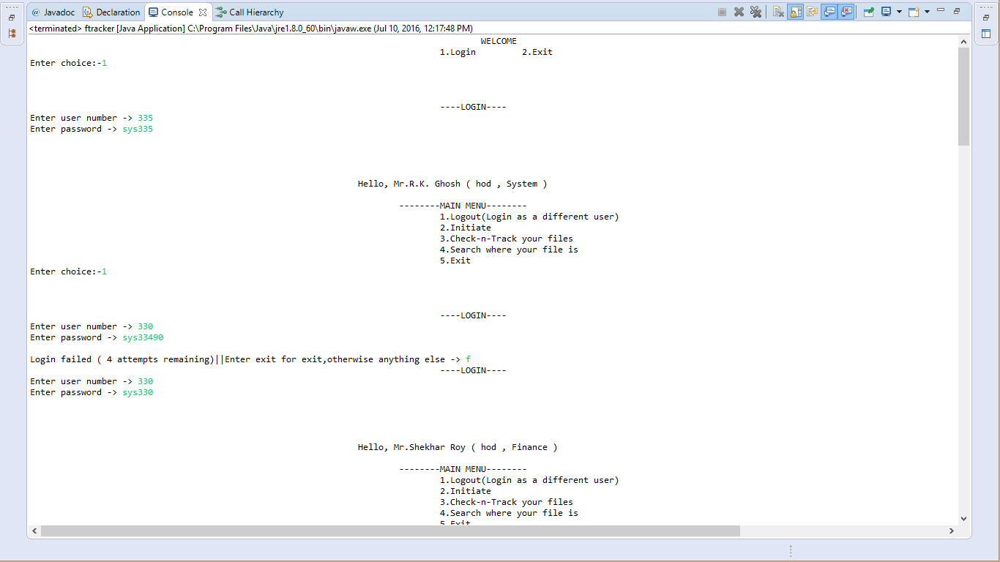 @ Javadoc Declaration Console Call Hierarchy
<terminated> ftracker [Java Application] C:\Program Files\Java\jre1.8.0_60\bin\javaw.exe (Jul 10, 2016, 12:17:48 PM)
WELCOME
1.Login 2.Exit
Enter choice:-1
----LOGIN----
Enter user number -> 335
Enter password -> sys335
Hello, Mr.R.K. Ghosh ( hod , System )
--------MAIN MENU--------
1.Logout(Login as a different user)
2.Initiate
3.Check-n-Track your files
4.Search where your file is
5.Exit
Enter choice:-1
----LOGIN----
Enter user number -> 330
Enter password -> sys33490
Login failed ( 4 attempts remaining)||Enter exit for exit,otherwise anything else -> f
----LOGIN----
Enter user number -> 330
Enter password -> sys330
Hello, Mr.Shekhar Roy ( hod , Finance )
--------MAIN MENU--------
1.Logout(Login as a different user)
2.Initiate
3.Check-n-Track your files
4.Search where your file is
5.Exit